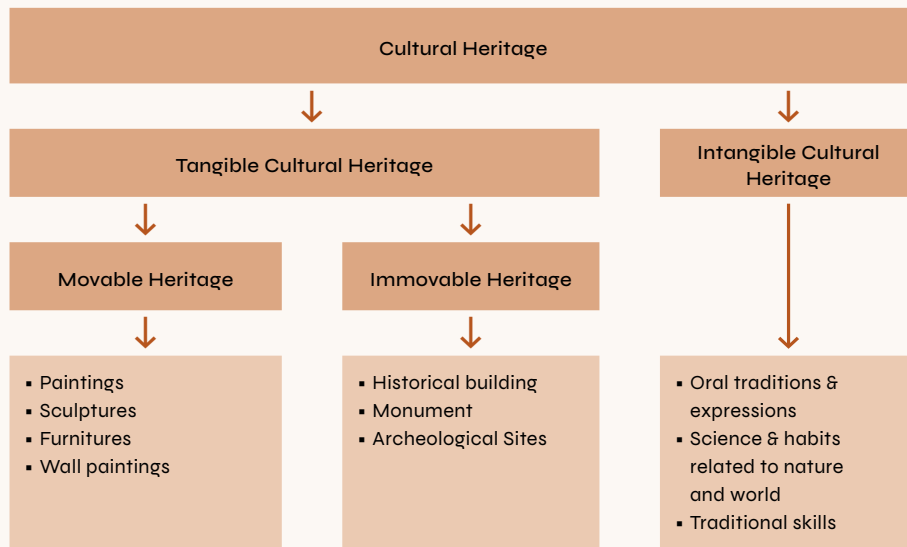 Cultural Heritage
Tangible Cultural Heritage
Intangible Cultural
Heritage
Movable Heritage
Immovable Heritage
▪ Paintings
▪ Sculptures
▪ Furnitures
▪ Wall paintings
▪ Historical building
▪ Monument
▪ Archeological Sites
▪ Oral traditions &
expressions
▪ Science & habits
related to nature
and world
▪ Traditional skills